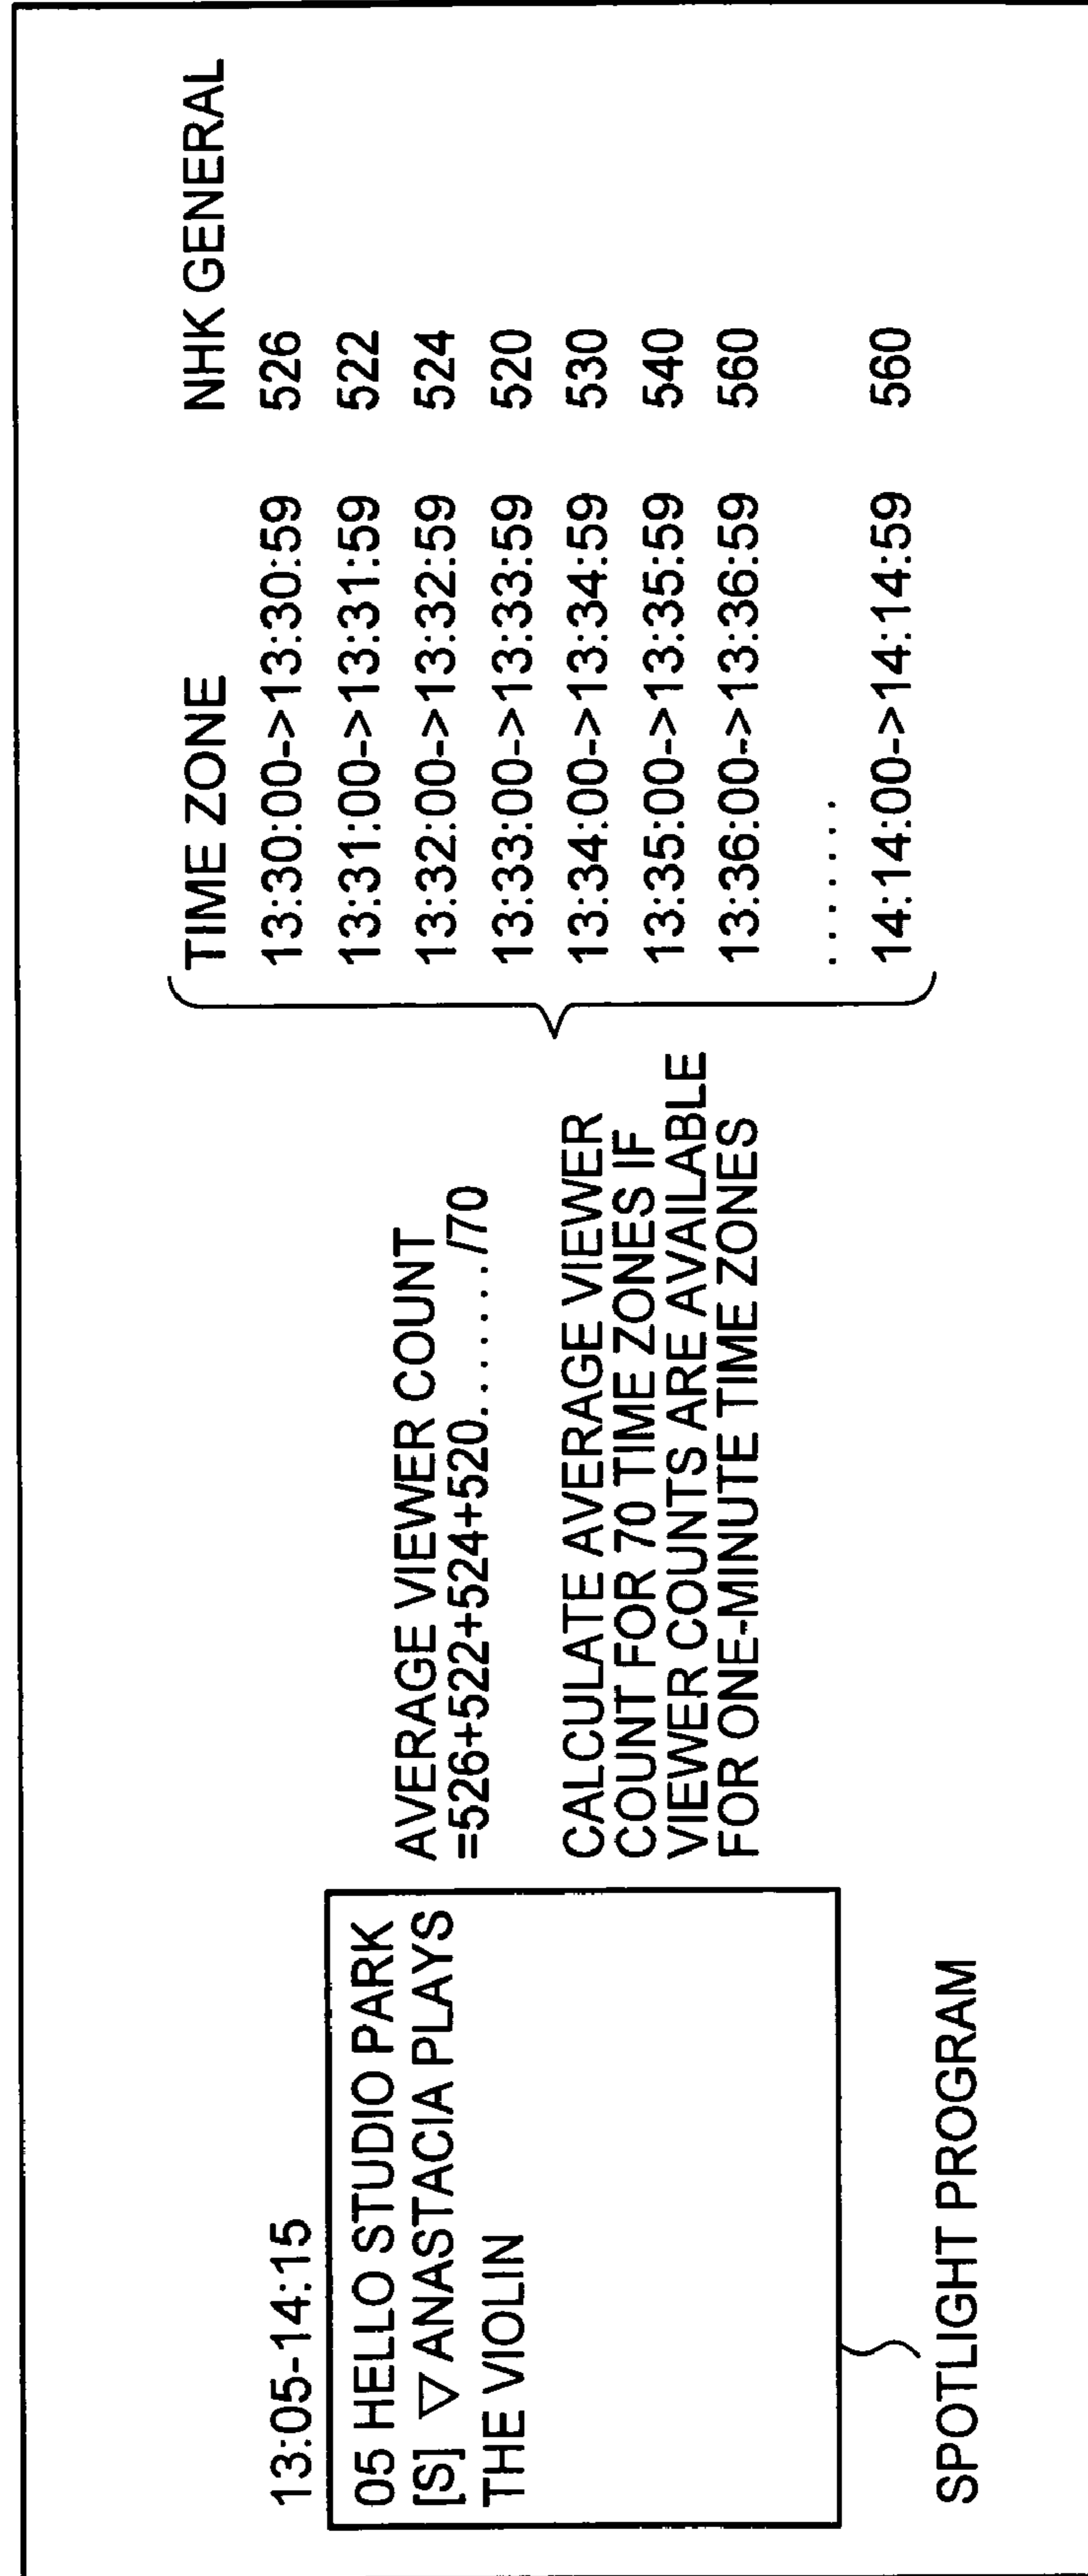 13:05-14:15
05 HELLO STUDIO PARK
[S] ▽ ANASTACIA PLAYS
THE VIOLIN
SPOTLIGHT PROGRAM
AVERAGE VIEWER COUNT
=526+522+524+520......./70
CALCULATE AVERAGE VIEWER
COUNT FOR 70 TIME ZONES IF
VIEWER COUNTS ARE AVAILABLE
FOR ONE-MINUTE TIME ZONES
TIME ZONE NHK GENERAL
13:30:00->13:30:59 526
13:31:00->13:31:59 522
13:32:00->13:32:59 524
13:33:00->13:33:59 520
13:34:00->13:34:59 530
13:35:00->13:35:59 540
13:36:00->13:36:59 560
.......
14:14:00->14:14:59 560